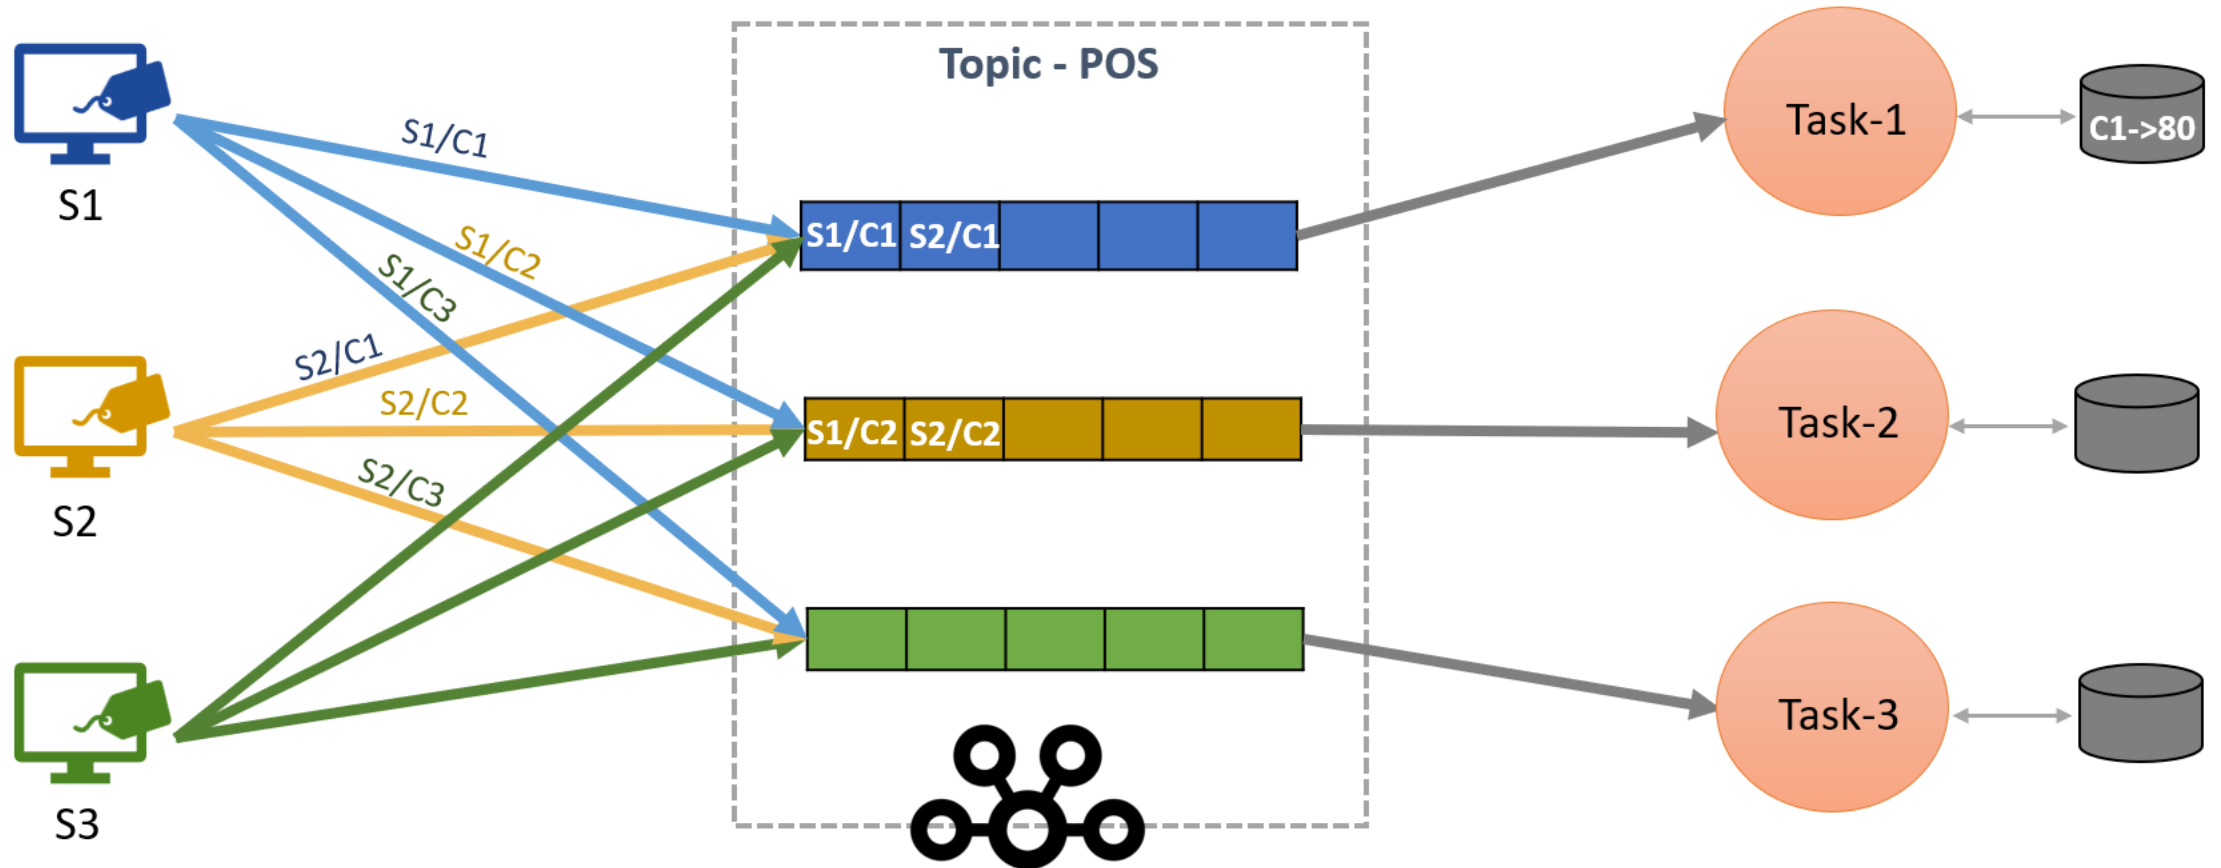 Topic - POS
S1
S1/C1
S1/C2
S1/C3
S2
S2/C1
S2/C2
S2/C3
S3
S1/C1 S2/C1
S1/C2 S2/C2
Task-1
C1->80
Task-2
Task-3